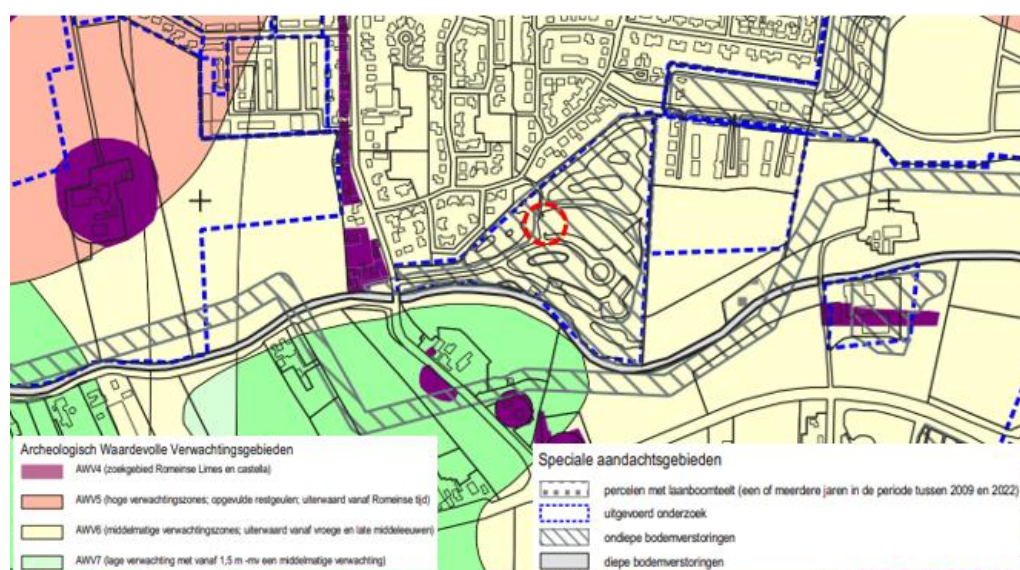 Archeologisch Waardevolle Verwachtingsgebieden
AWV4 (zoekgebied Romeinse Limes en castella)
AWV5 (hoge verwachtingszones; opgevulde restgeulen; uiterwaard vanaf Romeinse tijd)
AWV6 (middelmatige verwachtingszones; uiterwaard vanaf vroege en late middeleeuwen)
AWV7 (lage verwachting met vanaf 1,5 m -mv een middelmatige verwachting)
Speciale aandachtsgebieden
percelen met laanboomteelt (een of meerdere jaren in de periode tussen 2009 en 2022)
uitgevoerd onderzoek
ondiepe bodemverstoringen
diepe bodemverstoringen